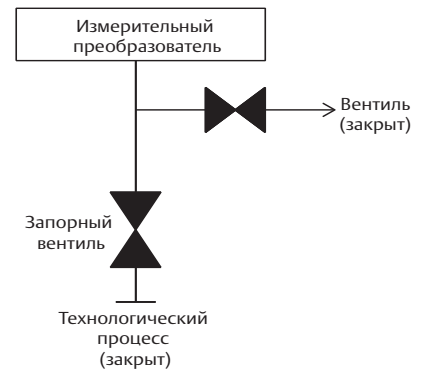 Измерительный
преобразователь
Вентиль
(закрыт)
Запорный
вентиль
Технологический
процесс
(закрыт)